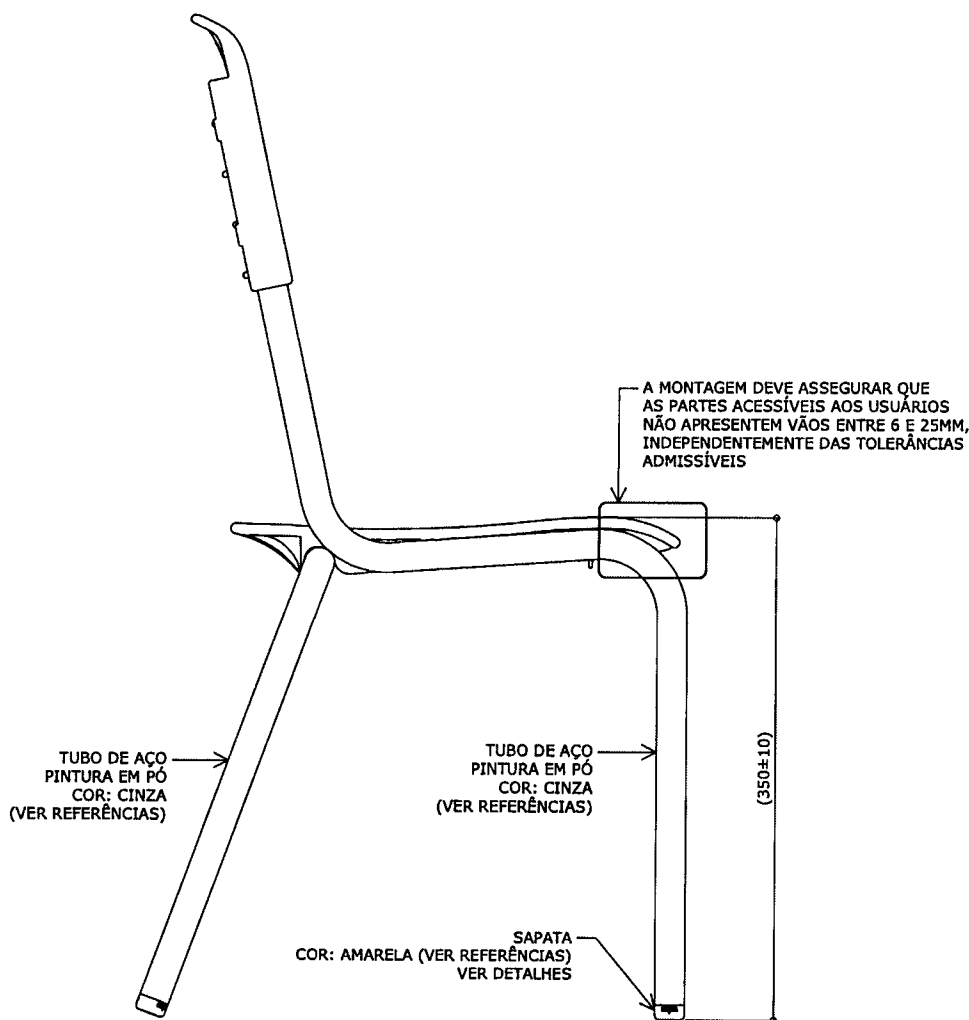 A MONTAGEM DEVE ASSEGURAR QUE
AS PARTES ACESSÍVEIS AOS USUÁRIOS
NÃO APRESENTEM VÃOS ENTRE 6 E 25MM,
INDEPENDENTEMENTE DAS TOLERÂNCIAS
ADMISSÍVEIS
TUBO DE AÇO
PINTURA EM PÓ
COR: CINZA
(VER REFERÊNCIAS)
TUBO DE AÇO
PINTURA EM PÓ
COR: CINZA
(VER REFERÊNCIAS)
(350±10)
SAPATA
COR: AMARELA (VER REFERÊNCIAS)
VER DETALHES